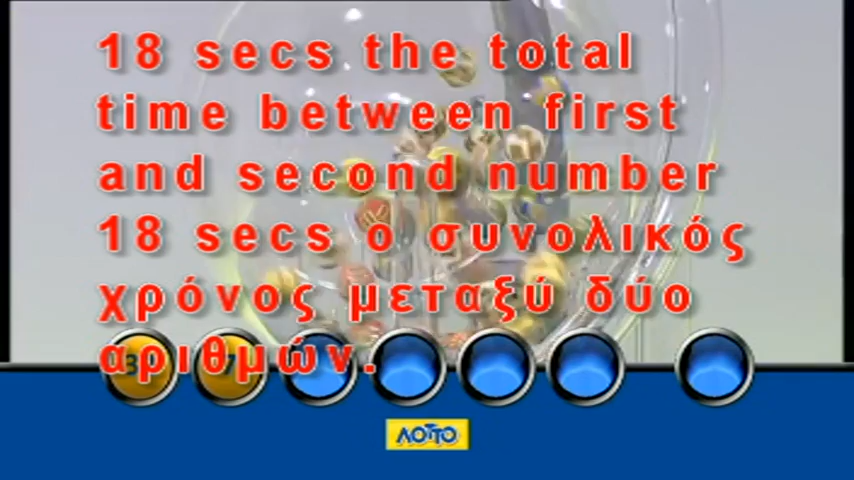 18 secs the total
time between first
and second number
18 secs ο συνολικός
χρόνος μεταξύ δύο
αριθμών.
ΛΟΤΤΟ